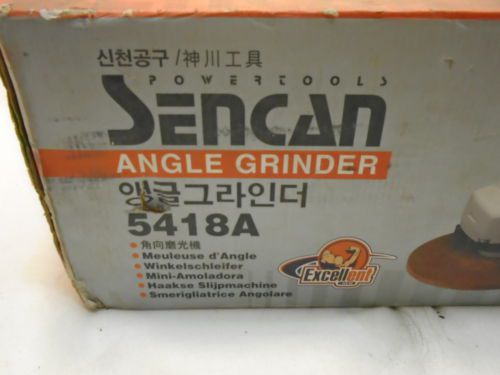 신천공구/神川工具
POWERTOOLS
SENCAN
ANGLE GRINDER
앵글그라인더
5418A
• 角向磨光機
• Meuleuse d'Angle
• Winkelschleifer
• Mini-Amoladora
• Haakse Slijpmachine
• Smerigliatrice Angolare
Excellent